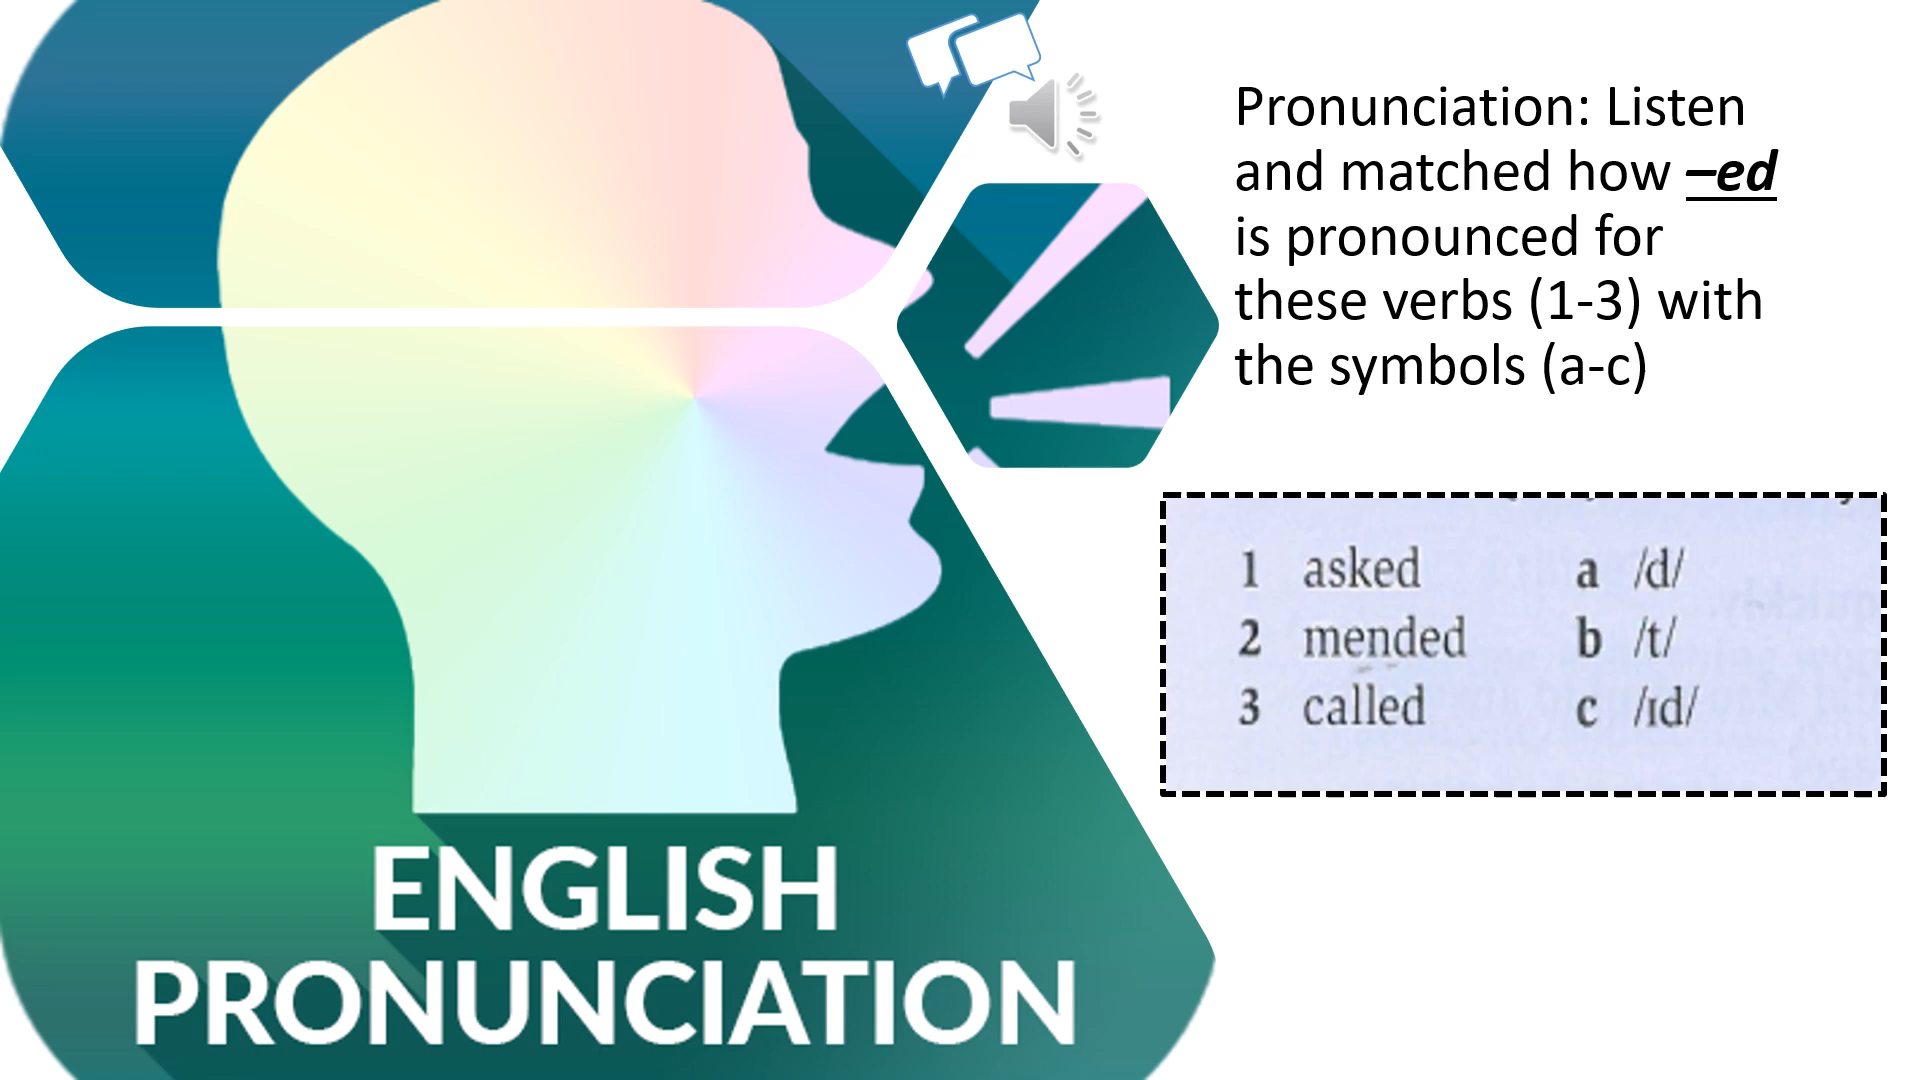 Pronunciation: Listen
and matched how –ed
is pronounced for
these verbs (1-3) with
the symbols (a-c)
1 asked a /d/
2 mended b /t/
3 called c /ɪd/
ENGLISH
PRONUNCIATION